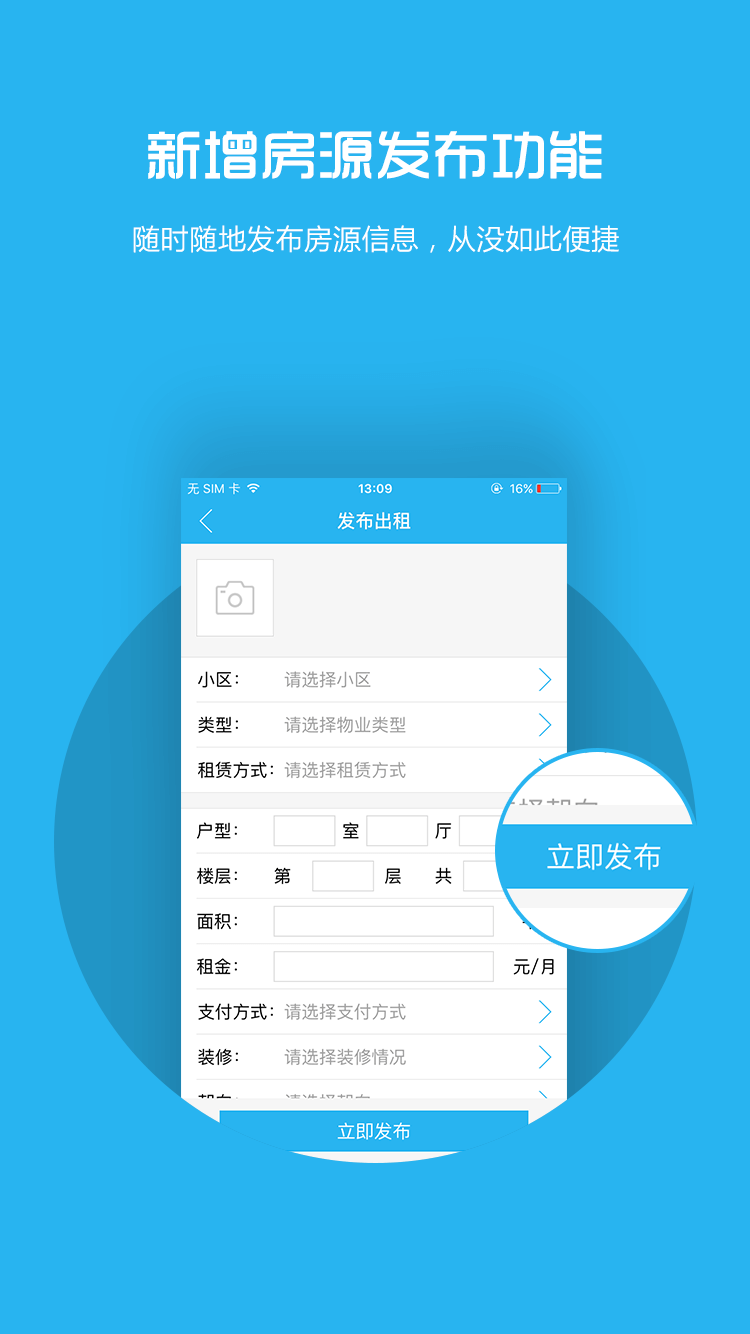 新增房源发布功能
随时随地发布房源信息，从没如此便捷
无 SIM 卡 13:09 16%
发布出租
小区： 请选择小区
类型： 请选择物业类型
租赁方式： 请选择租赁方式
户型： 室 厅
楼层： 第 层 共
立即发布
面积：
租金： 元/月
支付方式： 请选择支付方式
装修： 请选择装修情况
立即发布